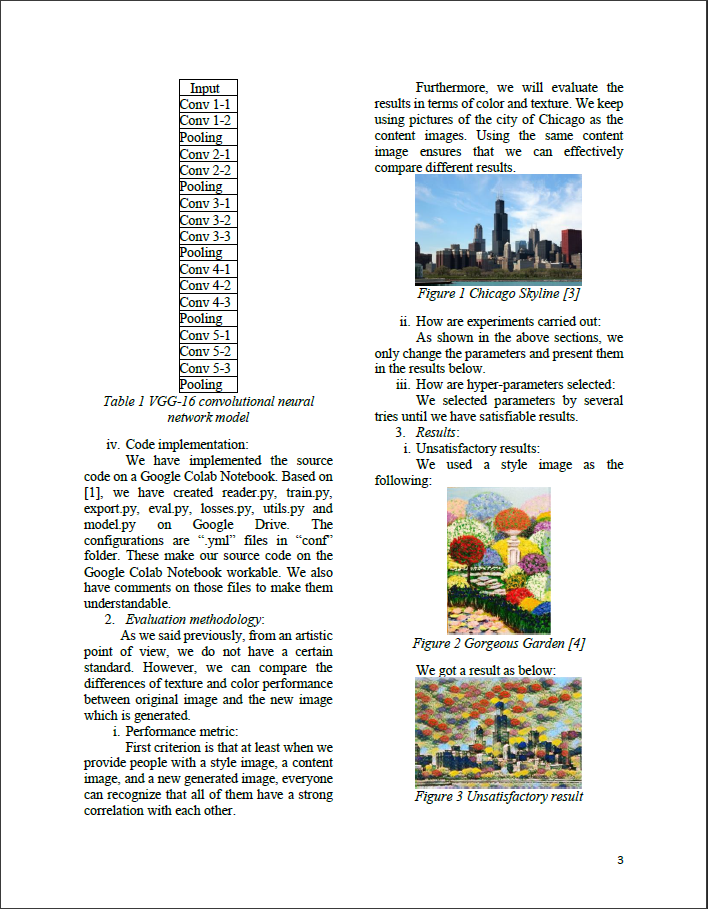 Input
Conv 1-1
Conv 1-2
Pooling
Conv 2-1
Conv 2-2
Pooling
Conv 3-1
Conv 3-2
Conv 3-3
Pooling
Conv 4-1
Conv 4-2
Conv 4-3
Pooling
Conv 5-1
Conv 5-2
Conv 5-3
Pooling
Table 1 VGG-16 convolutional neural
network model
iv. Code implementation:
We have implemented the source
code on a Google Colab Notebook. Based on
[1], we have created reader.py, train.py,
export.py, eval.py, losses.py, utils.py and
model.py on Google Drive. The
configurations are “.yml” files in “conf”
folder. These make our source code on the
Google Colab Notebook workable. We also
have comments on those files to make them
understandable.
2. Evaluation methodology:
As we said previously, from an artistic
point of view, we do not have a certain
standard. However, we can compare the
differences of texture and color performance
between original image and the new image
which is generated.
i. Performance metric:
First criterion is that at least when we
provide people with a style image, a content
image, and a new generated image, everyone
can recognize that all of them have a strong
correlation with each other.
Furthermore, we will evaluate the
results in terms of color and texture. We keep
using pictures of the city of Chicago as the
content images. Using the same content
image ensures that we can effectively
compare different results.
Figure 1 Chicago Skyline [3]
ii. How are experiments carried out:
As shown in the above sections, we
only change the parameters and present them
in the results below.
iii. How are hyper-parameters selected:
We selected parameters by several
tries until we have satisfiable results.
3. Results:
i. Unsatisfactory results:
We used a style image as the
following:
Figure 2 Gorgeous Garden [4]
We got a result as below:
Figure 3 Unsatisfactory result
3